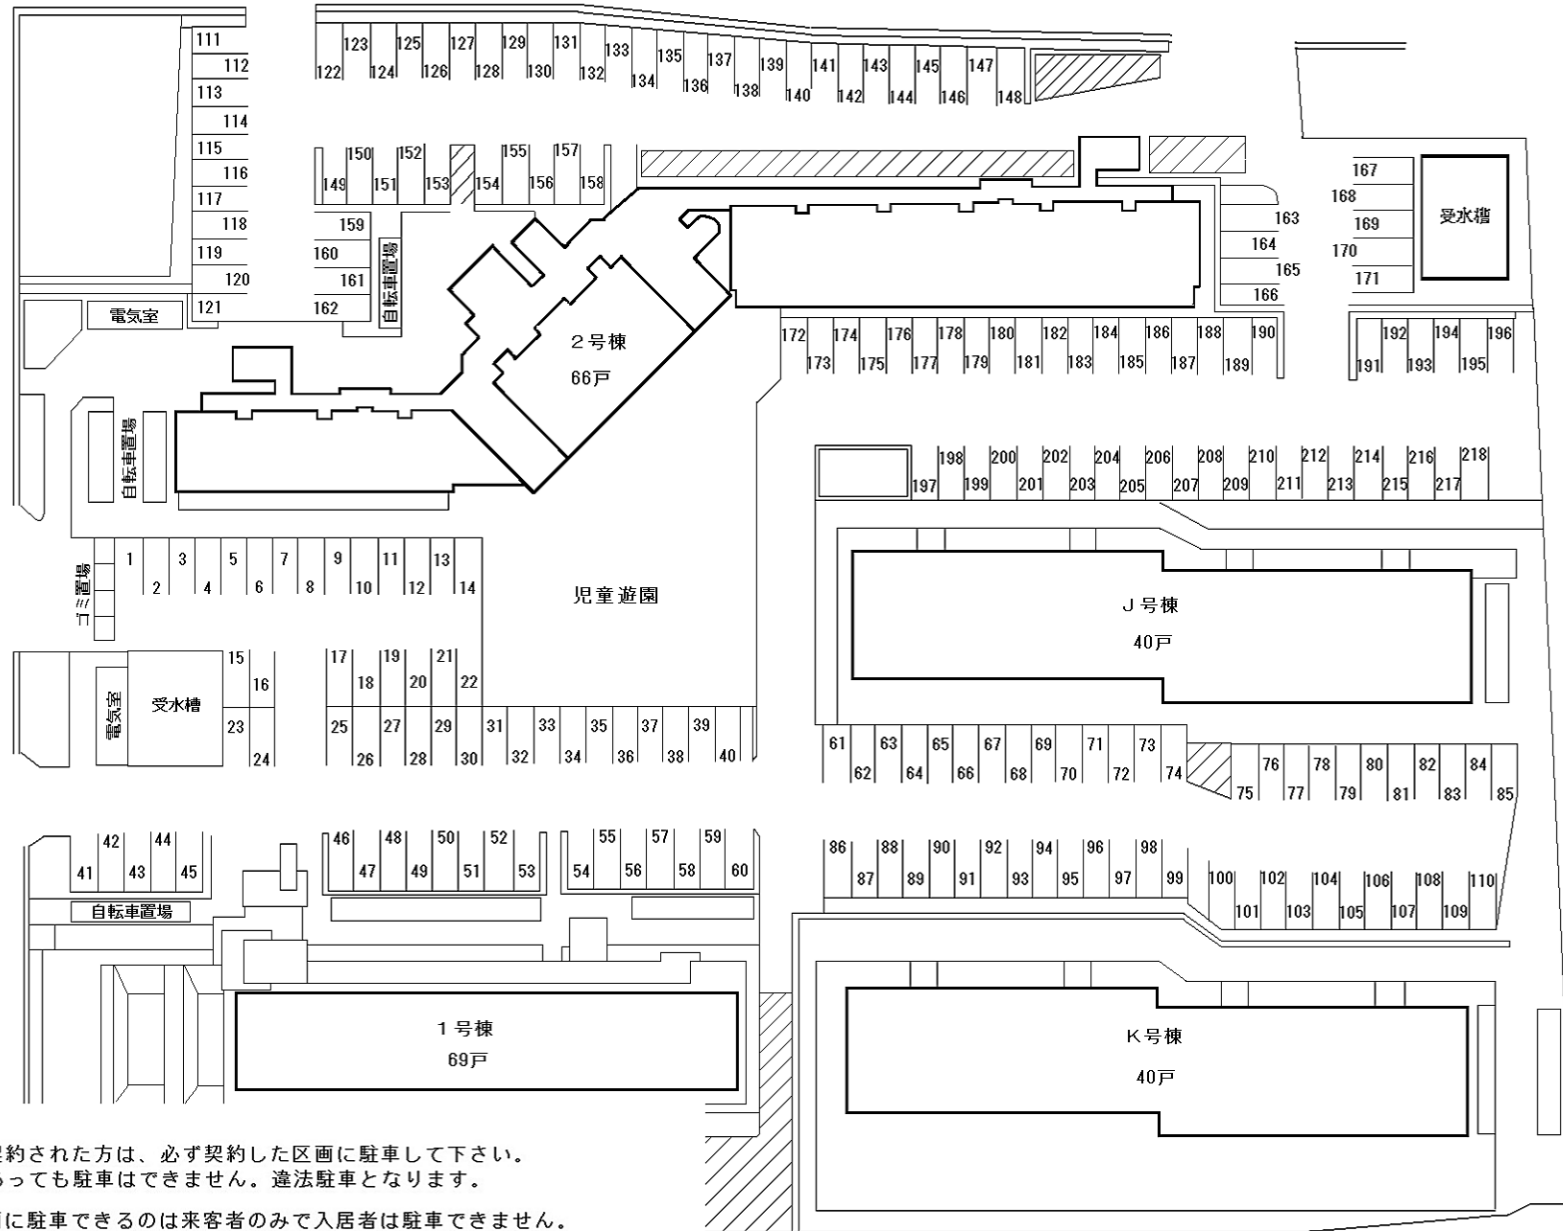 111
112
113
114
115
116
117
118
119
120
121
122 123 124 125 126 127 128 129 130 131 132 133 134 135 136 137 138 139 140 141 142 143 144 145 146 147 148
149 150 151 152 153 154 155 156 157 158
159
160
161
162
自転車置場
163
164
165
166
167
168
169
170
171
受水槽
電気室
2号棟
66戸
172 173 174 175 176 177 178 179 180 181 182 183 184 185 186 187 188 189 190
191 192 193 194 195 196
自転車置場
197 198 199 200 201 202 203 204 205 206 207 208 209 210 211 212 213 214 215 216 217 218
ゴミ置場
1 2 3 4 5 6 7 8 9 10 11 12 13 14
児童遊園
J号棟
40戸
電気室
受水槽
15 16
17 18 19 20 21 22
23 24
25 26 27 28 29 30 31 32 33 34 35 36 37 38 39 40
61 62 63 64 65 66 67 68 69 70 71 72 73 74
75 76 77 78 79 80 81 82 83 84 85
41 42 43 44 45
46 47 48 49 50 51 52 53
54 55 56 57 58 59 60
86 87 88 89 90 91 92 93 94 95 96 97 98 99 100 101 102 103 104 105 106 107 108 109 110
自転車置場
1号棟
69戸
K号棟
40戸
約された方は、必ず契約した区画に駐車して下さい。
っても駐車はできません。違法駐車となります。
に駐車できるのは来客者のみで入居者は駐車できません。